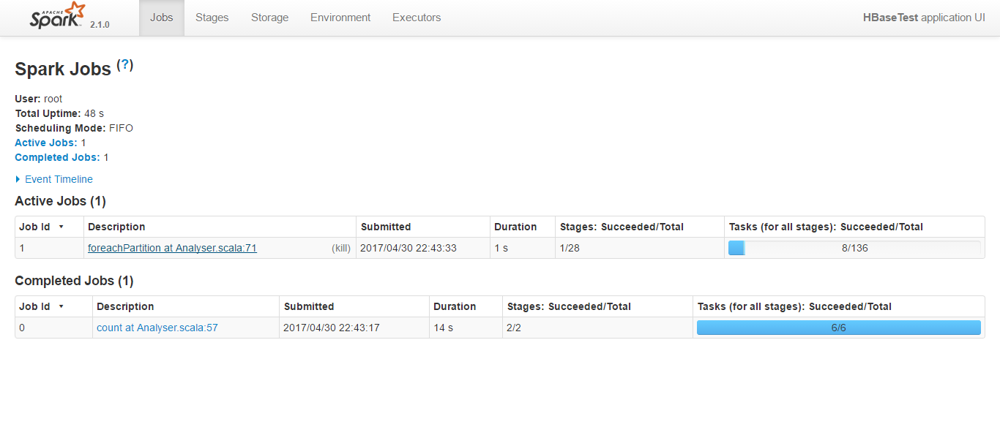 APACHE Spark 2.1.0 Jobs Stages Storage Environment Executors HBaseTest application UI
Spark Jobs (?)
User: root
Total Uptime: 48 s
Scheduling Mode: FIFO
Active Jobs: 1
Completed Jobs: 1
Event Timeline
Active Jobs (1)
Job Id Description Submitted Duration Stages: Succeeded/Total Tasks (for all stages): Succeeded/Total
1 foreachPartition at Analyser.scala:71 (kill) 2017/04/30 22:43:33 1 s 1/28 8/136
Completed Jobs (1)
Job Id Description Submitted Duration Stages: Succeeded/Total Tasks (for all stages): Succeeded/Total
0 count at Analyser.scala:57 2017/04/30 22:43:17 14 s 2/2 6/6